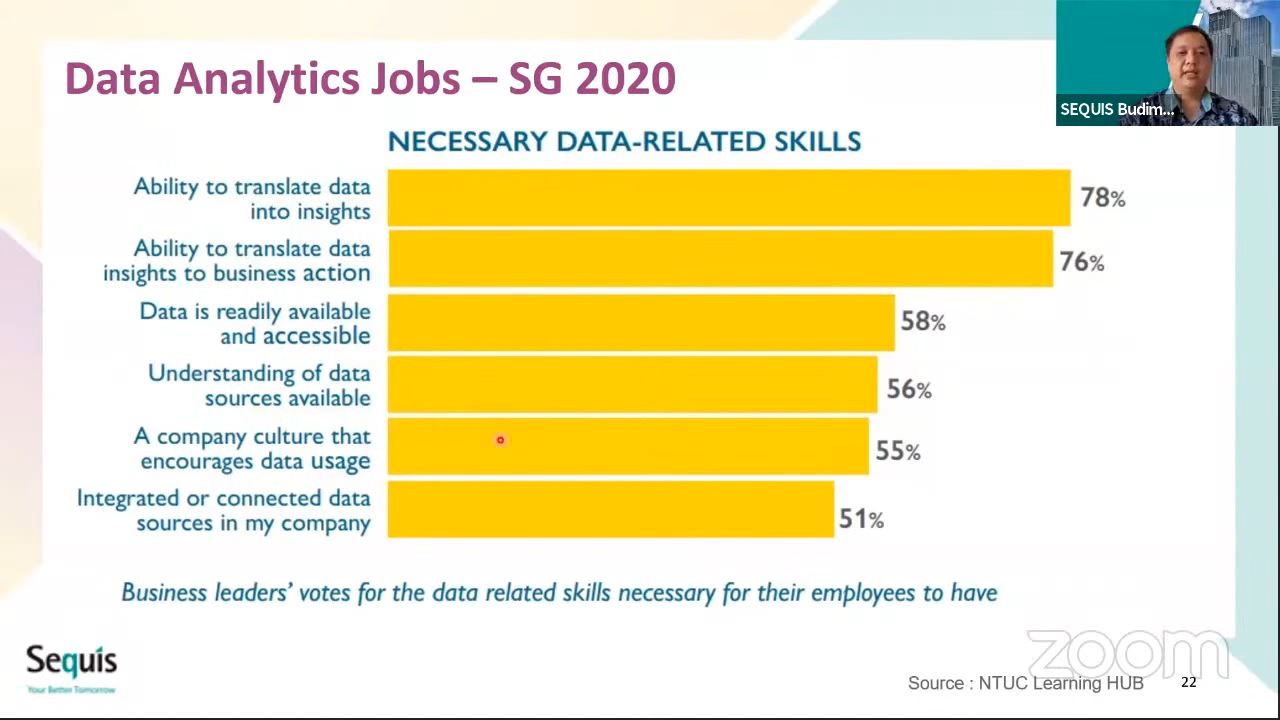 Data Analytics Jobs – SG 2020
SEQUIS Budim...
NECESSARY DATA-RELATED SKILLS
Ability to translate data
into insights
78%
Ability to translate data
insights to business action
76%
Data is readily available
and accessible
58%
Understanding of data
sources available
56%
A company culture that
encourages data usage
55%
Integrated or connected data
sources in my company
51%
Business leaders' votes for the data related skills necessary for their employees to have
Sequis
Your Better Tomorrow
zoom
Source : NTUC Learning HUB
22